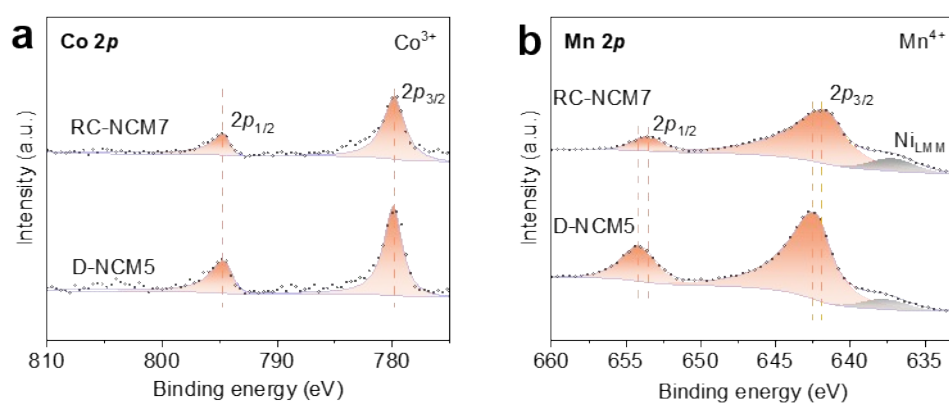 a
Co 2p
Co³⁺
2p₃/₂
2p₁/₂
RC-NCM7
D-NCM5
Intensity (a.u.)
810 800 790 780
Binding energy (eV)
b
Mn 2p
Mn⁴⁺
RC-NCM7
2p₃/₂
2p₁/₂
Ni_LMM
D-NCM5
Intensity (a.u.)
660 655 650 645 640 635
Binding energy (eV)